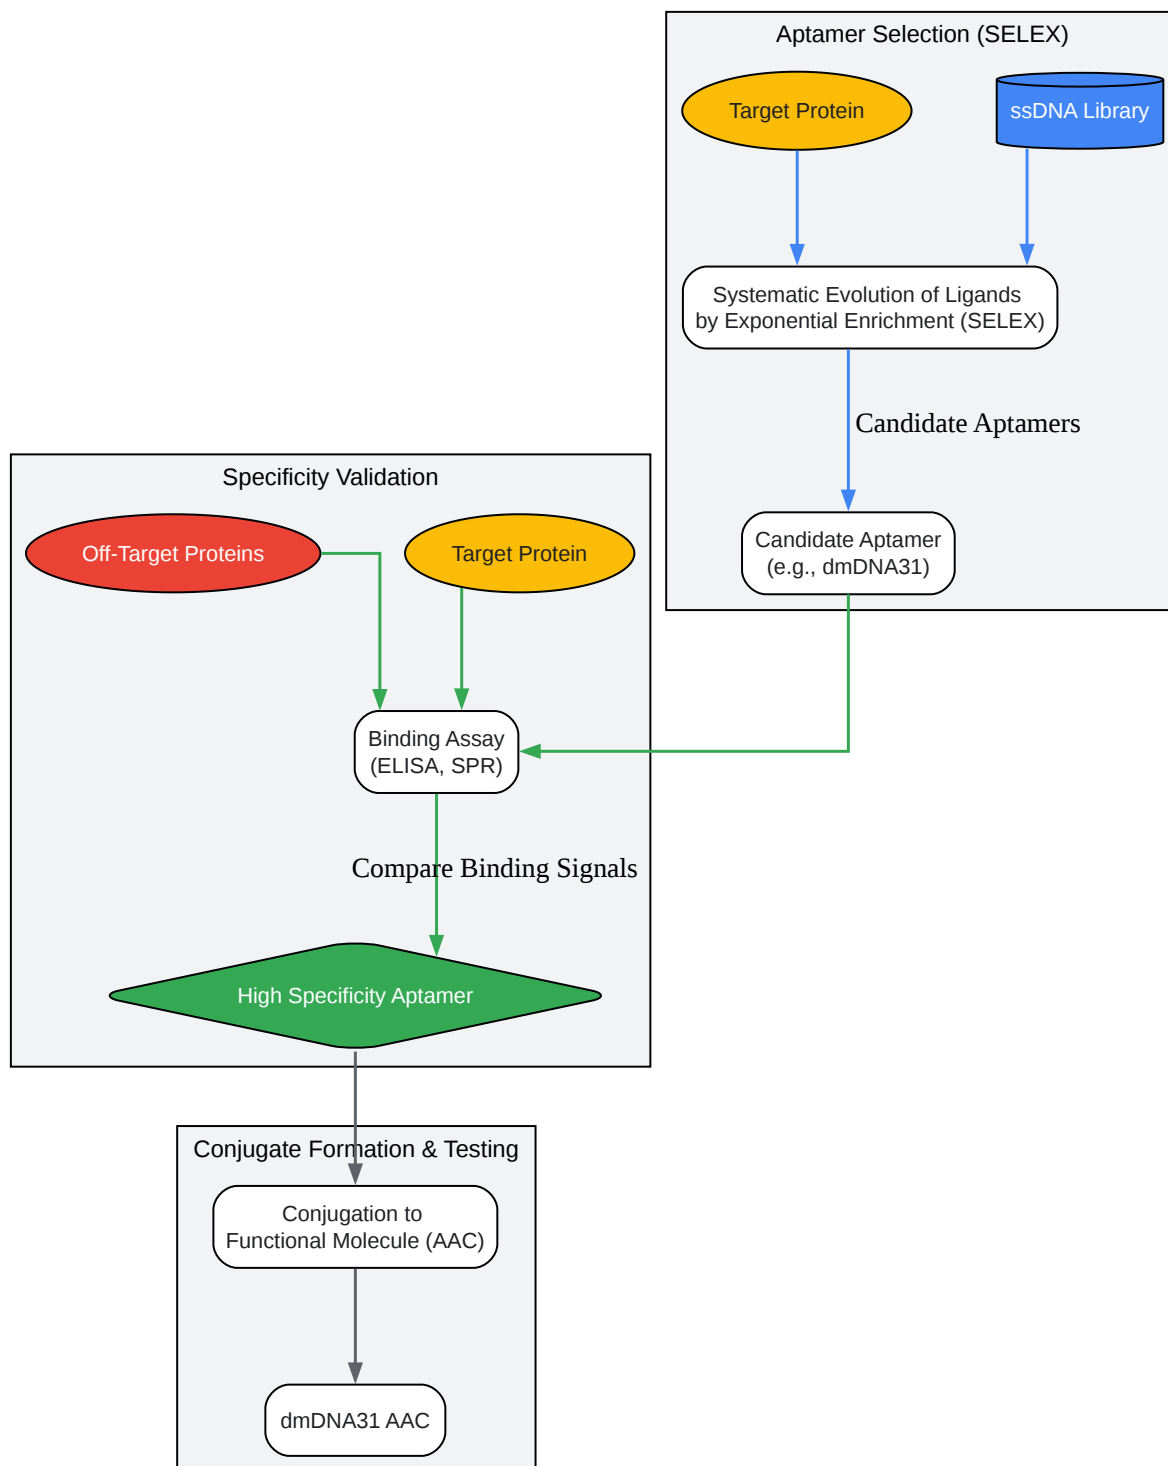 Aptamer Selection (SELEX)
Target Protein
ssDNA Library
Systematic Evolution of Ligands
by Exponential Enrichment (SELEX)
Candidate Aptamers
Candidate Aptamer
(e.g., dmDNA31)
Specificity Validation
Off-Target Proteins
Target Protein
Binding Assay
(ELISA, SPR)
Compare Binding Signals
High Specificity Aptamer
Conjugate Formation & Testing
Conjugation to
Functional Molecule (AAC)
dmDNA31 AAC